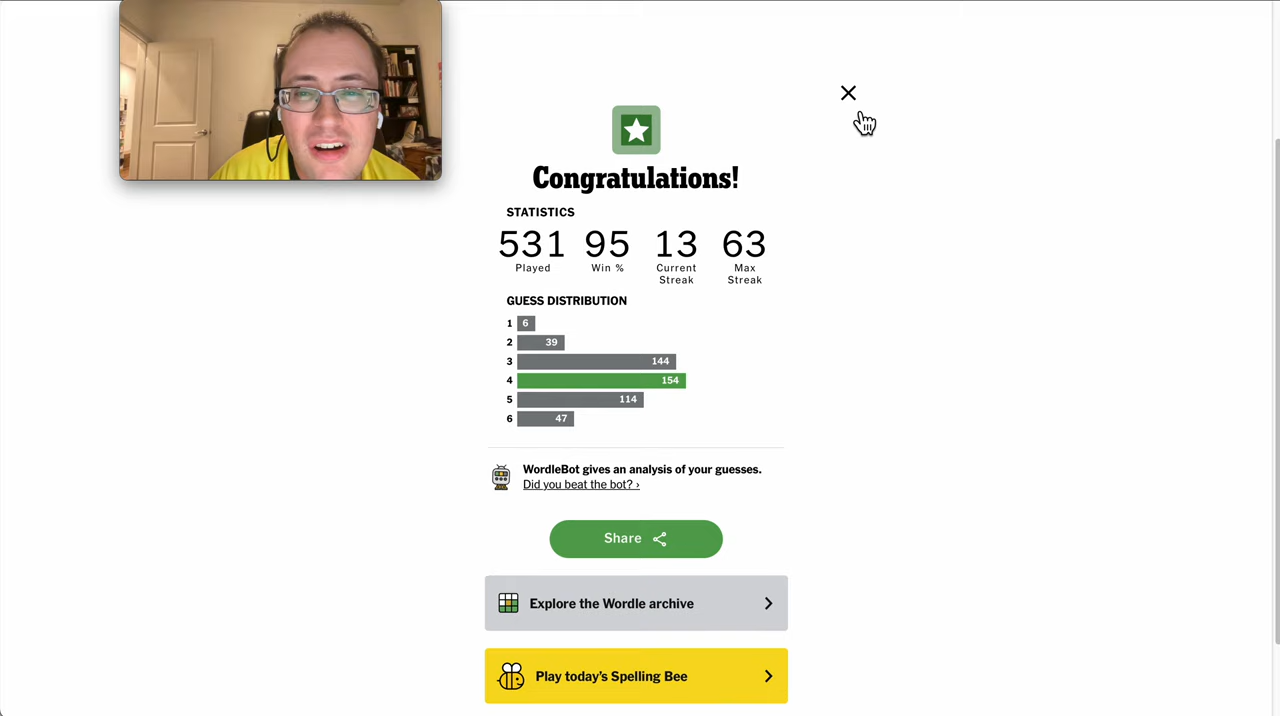 Congratulations!
STATISTICS
531 95 13 63
Played Win % Current Streak Max Streak
GUESS DISTRIBUTION
1 6
2 39
3 144
4 154
5 114
6 47
WordleBot gives an analysis of your guesses.
Did you beat the bot? ›
Share
Explore the Wordle archive
Play today's Spelling Bee